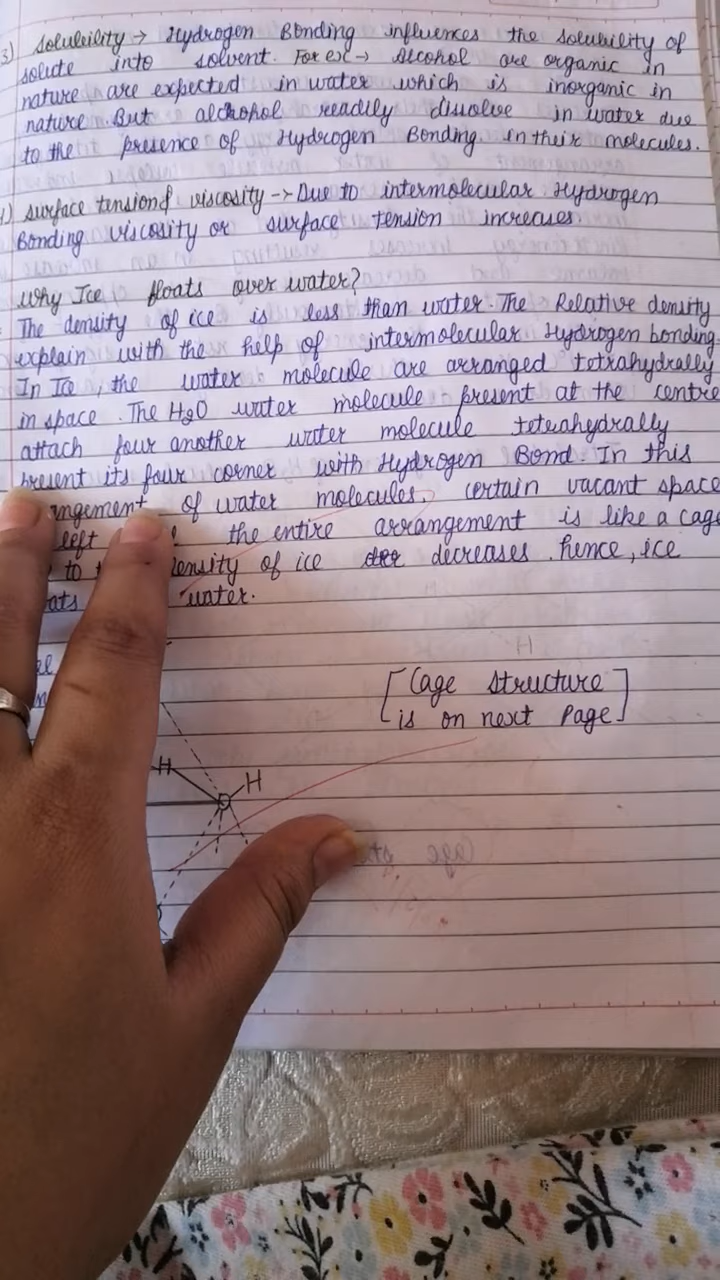 3) Solubility → Hydrogen Bonding influences the solubility of
solute into solvent. For ex → alcohol are organic in
nature are expected in water which is inorganic in
nature. But alcohol readily dissolve in water due
to the presence of Hydrogen Bonding in their molecules.
4) Surface tension & viscosity → Due to intermolecular Hydrogen
Bonding viscosity or surface tension increases.
Why Ice floats over water?
The density of ice is less than water. The Relative density
explain with the help of intermolecular Hydrogen bonding.
In Ice, the water molecule are arranged tetrahydrally
in space. The H2O water molecule present at the centre
attach four another water molecule tetrahydrally
present its four corner with Hydrogen Bond. In this
angement of water molecules, certain vacant space
left the entire arrangement is like a cage
to density of ice decreases. hence, ice
ats water.
[Cage structure
is on next Page]
H
H
O
H